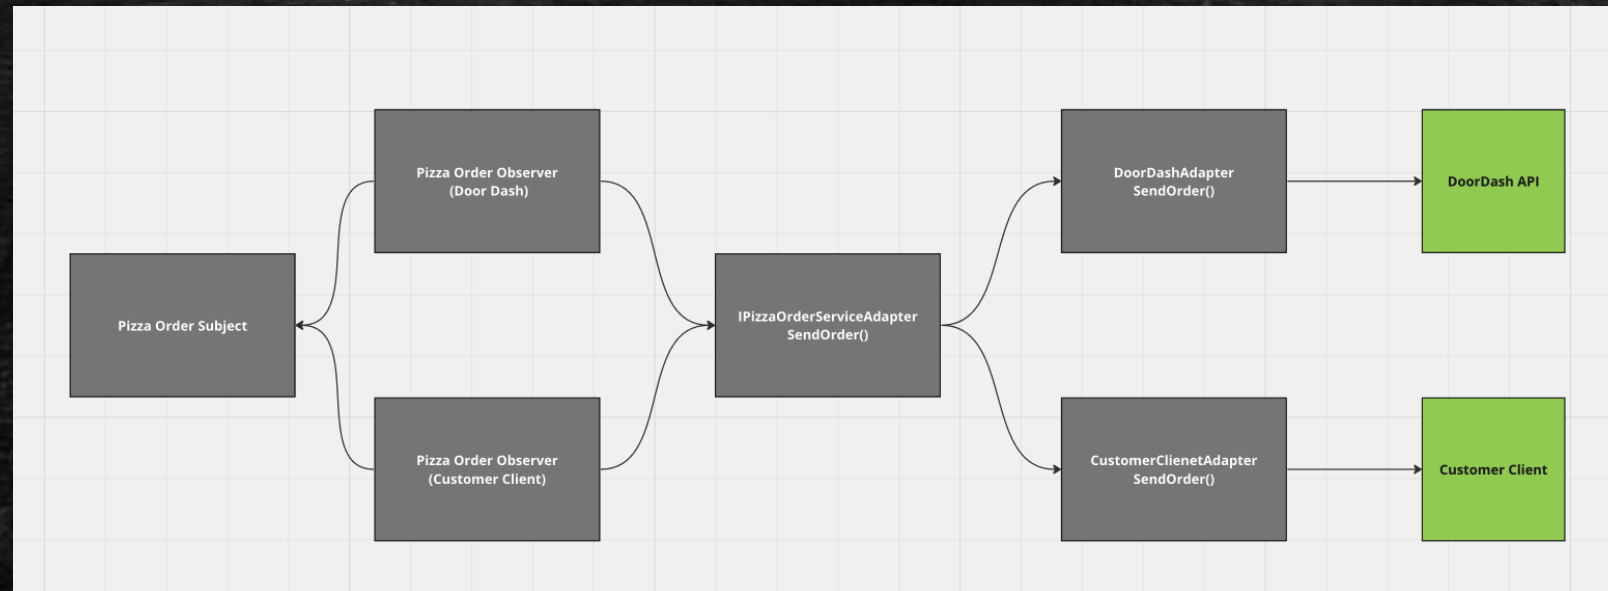 Pizza Order Subject
Pizza Order Observer
(Door Dash)
Pizza Order Observer
(Customer Client)
IPizzaOrderServiceAdapter
SendOrder()
DoorDashAdapter
SendOrder()
CustomerClienetAdapter
SendOrder()
DoorDash API
Customer Client